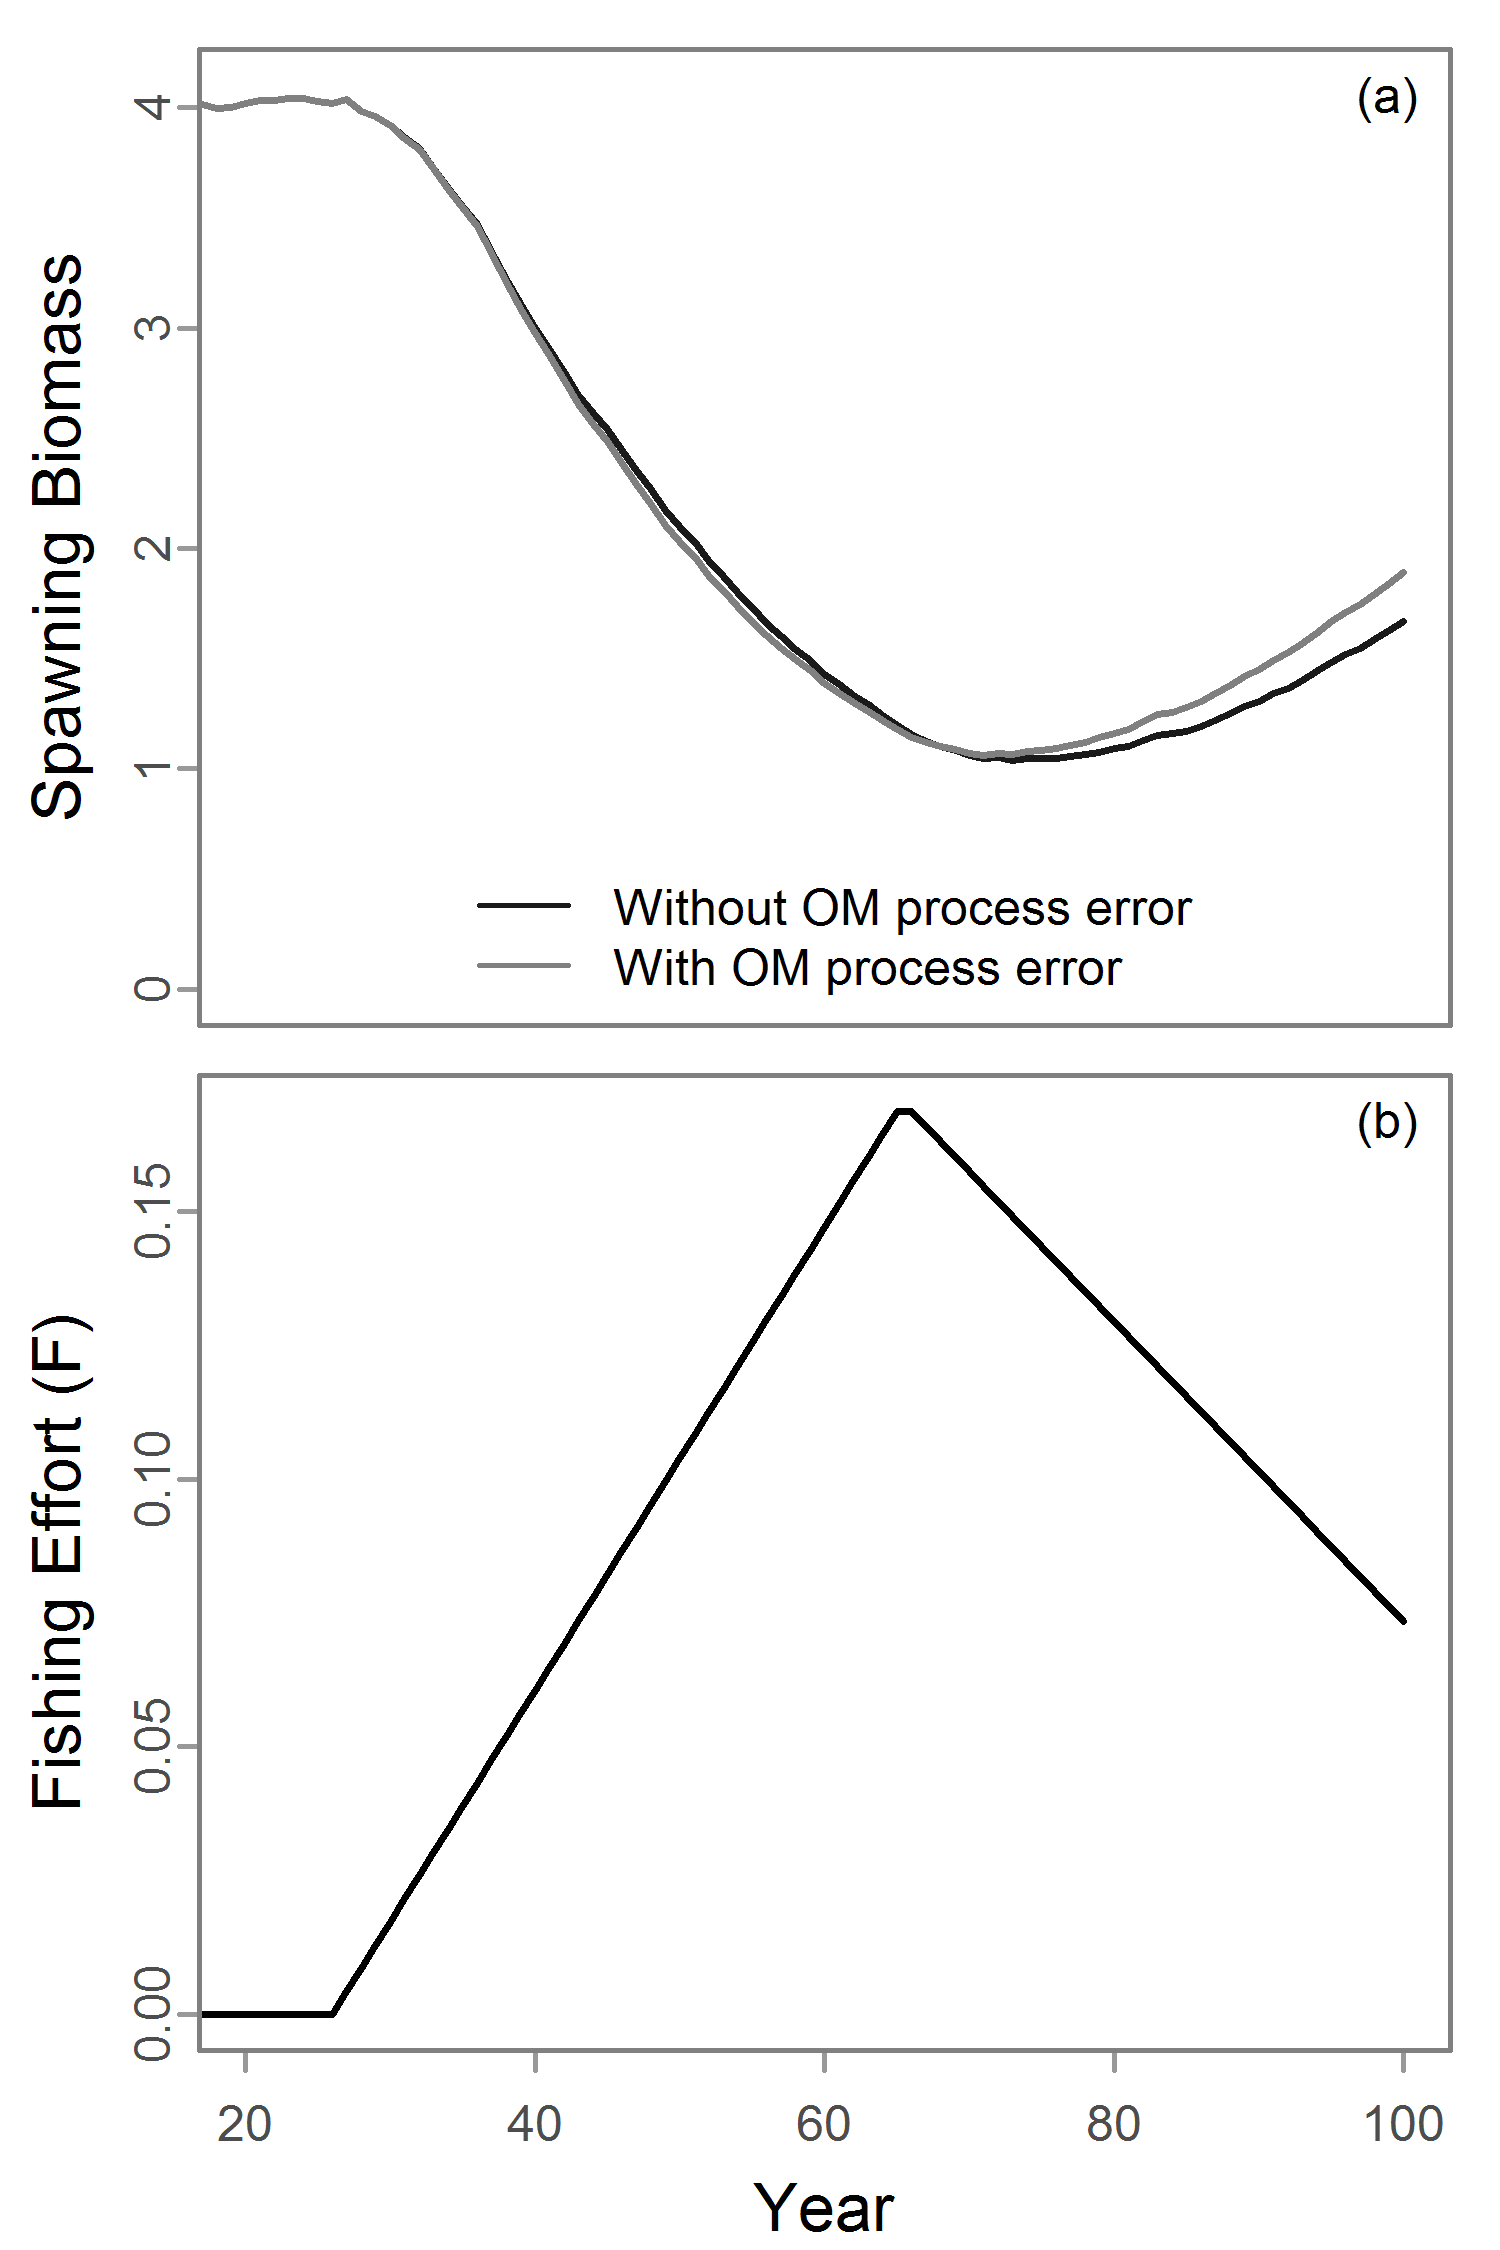 (a)
4
3
2
1
0
Spawning Biomass
Without OM process error
With OM process error
(b)
0.15
0.10
0.05
0.00
Fishing Effort (F)
20 40 60 80 100
Year